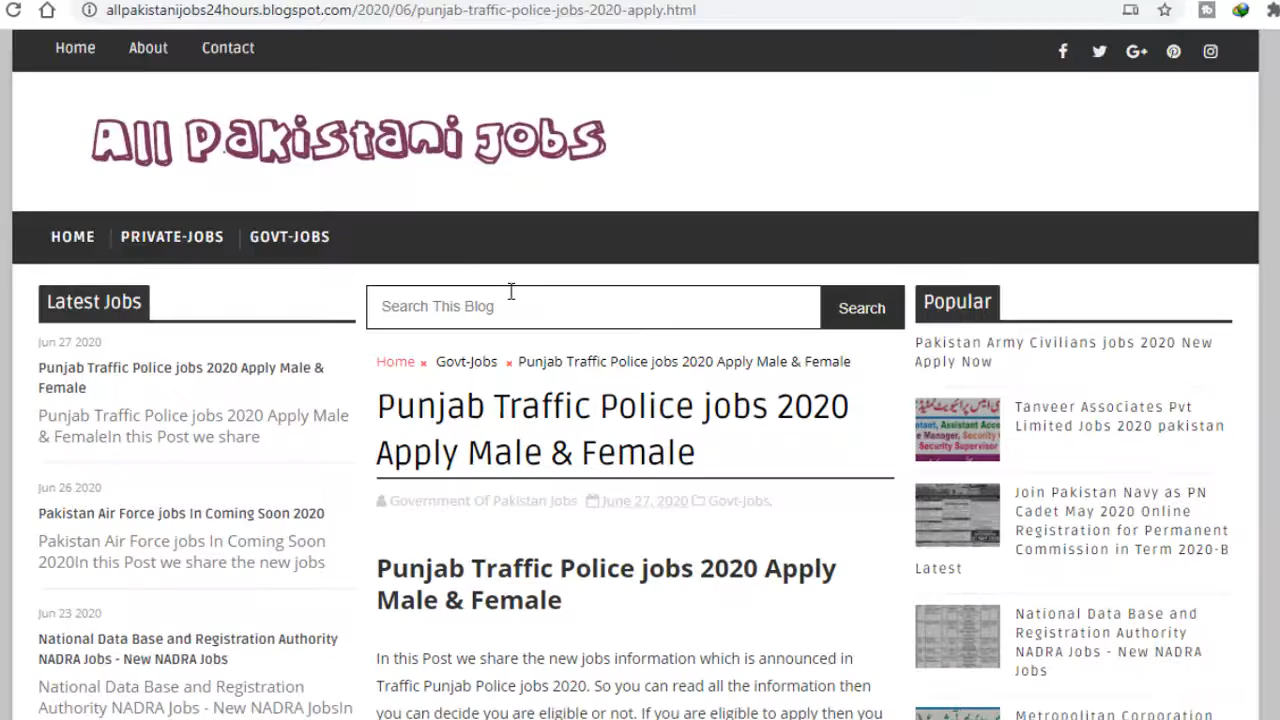 allpakistanijobs24hours.blogspot.com/2020/06/punjab-traffic-police-jobs-2020-apply.html
Home About Contact
All Pakistani Jobs
HOME PRIVATE-JOBS GOVT-JOBS
Latest Jobs
Jun 27 2020
Punjab Traffic Police jobs 2020 Apply Male &
Female
Punjab Traffic Police jobs 2020 Apply Male
& FemaleIn this Post we share
Jun 26 2020
Pakistan Air Force jobs In Coming Soon 2020
Pakistan Air Force jobs In Coming Soon
2020In this Post we share the new jobs
Jun 23 2020
National Data Base and Registration Authority
NADRA Jobs - New NADRA Jobs
National Data Base and Registration
Authority NADRA Jobs - New NADRA JobsIn
Search This Blog
Search
Home × Govt-Jobs × Punjab Traffic Police jobs 2020 Apply Male & Female
Punjab Traffic Police jobs 2020
Apply Male & Female
Government Of Pakistan Jobs June 27, 2020 Govt-Jobs,
Punjab Traffic Police jobs 2020 Apply
Male & Female
In this Post we share the new jobs information which is announced in
Traffic Punjab Police jobs 2020. So you can read all the information then
you can decide you are eligible or not. If you are eligible to apply then you
Popular
Pakistan Army Civilians jobs 2020 New
Apply Now
Tanveer Associates Pvt
Limited Jobs 2020 pakistan
Join Pakistan Navy as PN
Cadet May 2020 Online
Registration for Permanent
Commission in Term 2020-B
Latest
National Data Base and
Registration Authority
NADRA Jobs - New NADRA
Jobs
Metropolitan Corporation